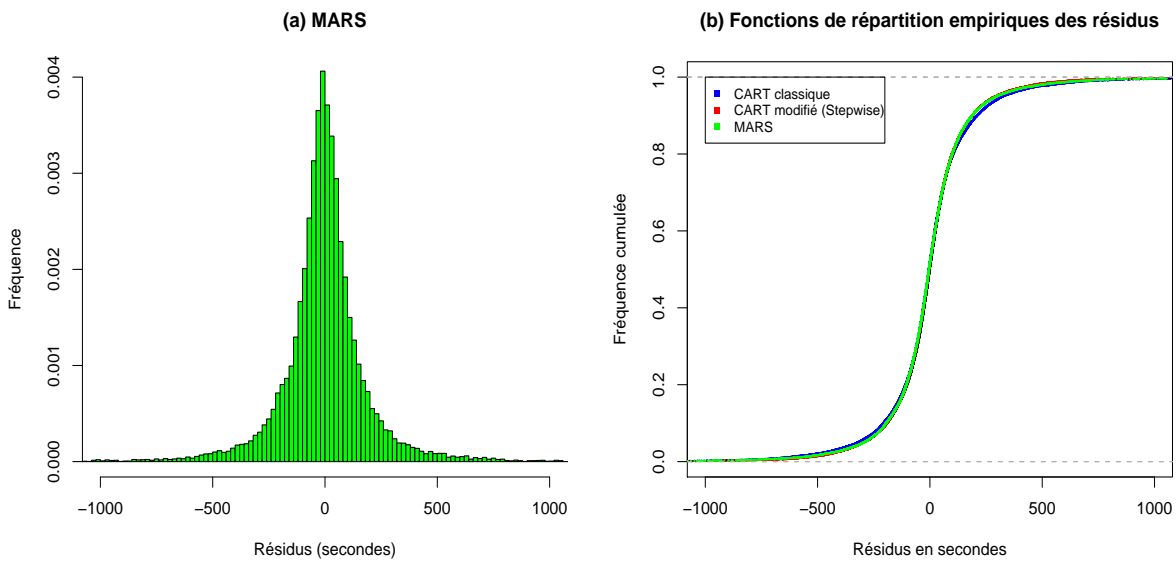 (a) MARS
Fréquence
0.000
0.001
0.002
0.003
0.004
−1000
−500
0
500
1000
Résidus (secondes)
(b) Fonctions de répartition empiriques des résidus
Fréquence cumulée
0.0
0.2
0.4
0.6
0.8
1.0
CART classique
CART modifié (Stepwise)
MARS
−1000
−500
0
500
1000
Résidus en secondes